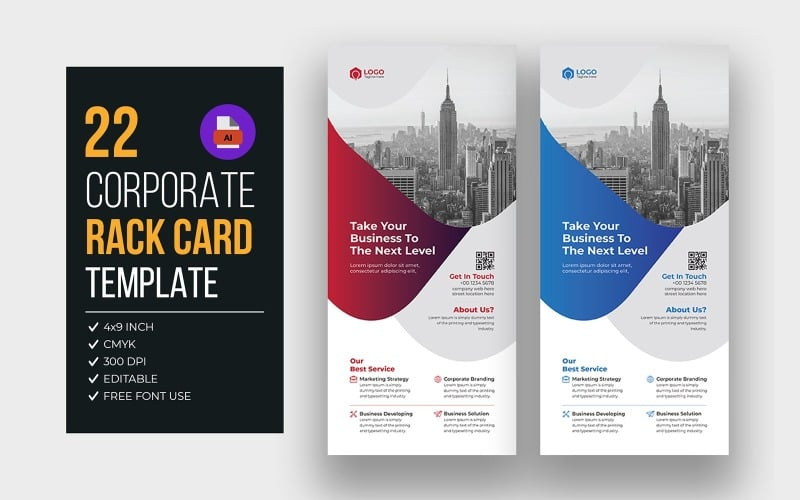 22
AI
CORPORATE
RACK CARD
TEMPLATE
4x9 INCH
CMYK
300 DPI
EDITABLE
FREE FONT USE
LOGO
Take Your
Business To
The Next Level
Lorem ipsum dolor sit amet,
consectetur adipiscing elit,
Get In Touch
+00 1234 5678
company web here
street location here
About Us?
Lorem ipsum is simply dummy text
of the printing and typesetting
industry
Our
Best Service
Marketing Strategy
Lorem ipsum is simply
dummy text of the
printing and typesetting
Corporate Branding
Lorem ipsum is simply
dummy text of the
printing and typesetting
Business Developing
Lorem ipsum is simply
dummy text of the
printing and typesetting
Business Solution
Lorem ipsum is simply
dummy text of the
printing and typesetting
LOGO
Take Your
Business To
The Next Level
Lorem ipsum dolor sit amet,
consectetur adipiscing elit,
Get In Touch
+00 1234 5678
company web here
street location here
About Us?
Lorem ipsum is simply dummy text
of the printing and typesetting
industry
Our
Best Service
Marketing Strategy
Lorem ipsum is simply
dummy text of the
printing and typesetting
Corporate Branding
Lorem ipsum is simply
dummy text of the
printing and typesetting
Business Developing
Lorem ipsum is simply
dummy text of the
printing and typesetting
Business Solution
Lorem ipsum is simply
dummy text of the
printing and typesetting